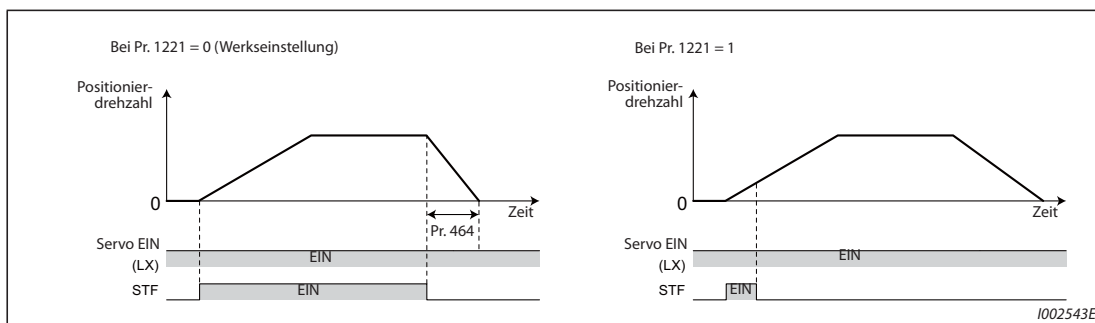 Bei Pr. 1221 = 0 (Werkseinstellung)
Positionier-
drehzahl
0
Zeit
Pr. 464
Servo EIN
(LX)
EIN
STF
EIN
Bei Pr. 1221 = 1
Positionier-
drehzahl
0
Zeit
Servo EIN
(LX)
EIN
STF
EIN
I002543E